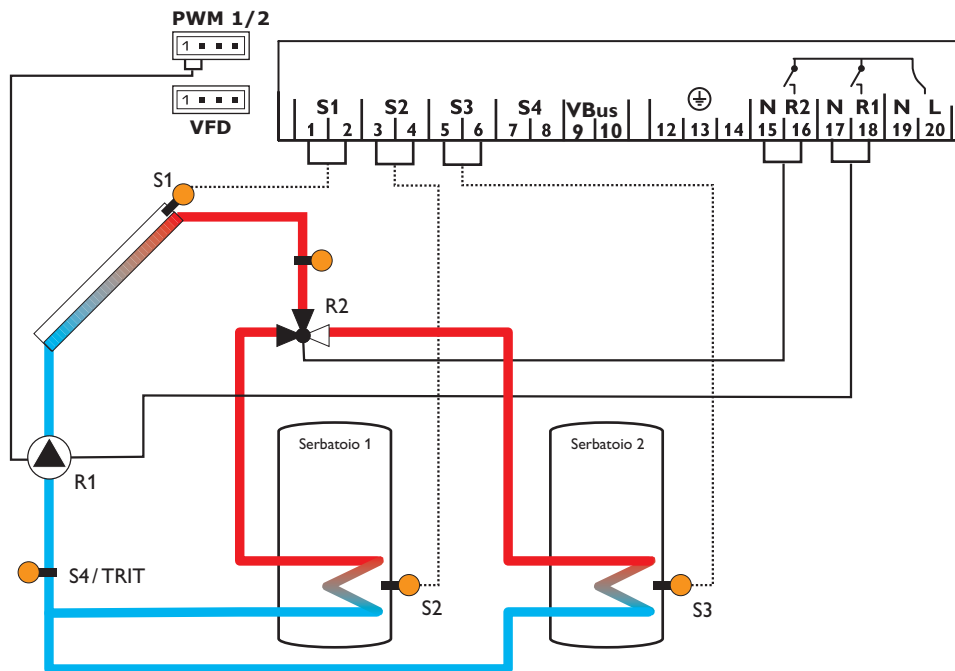 PWM 1/2
1
1
VFD
S1 S2 S3 S4 VBus N R2 N R1 N L
1 2 3 4 5 6 7 8 9 10 12 13 14 15 16 17 18 19 20
S1
R2
Serbatoio 1
Serbatoio 2
R1
S4/TRIT
S2
S3